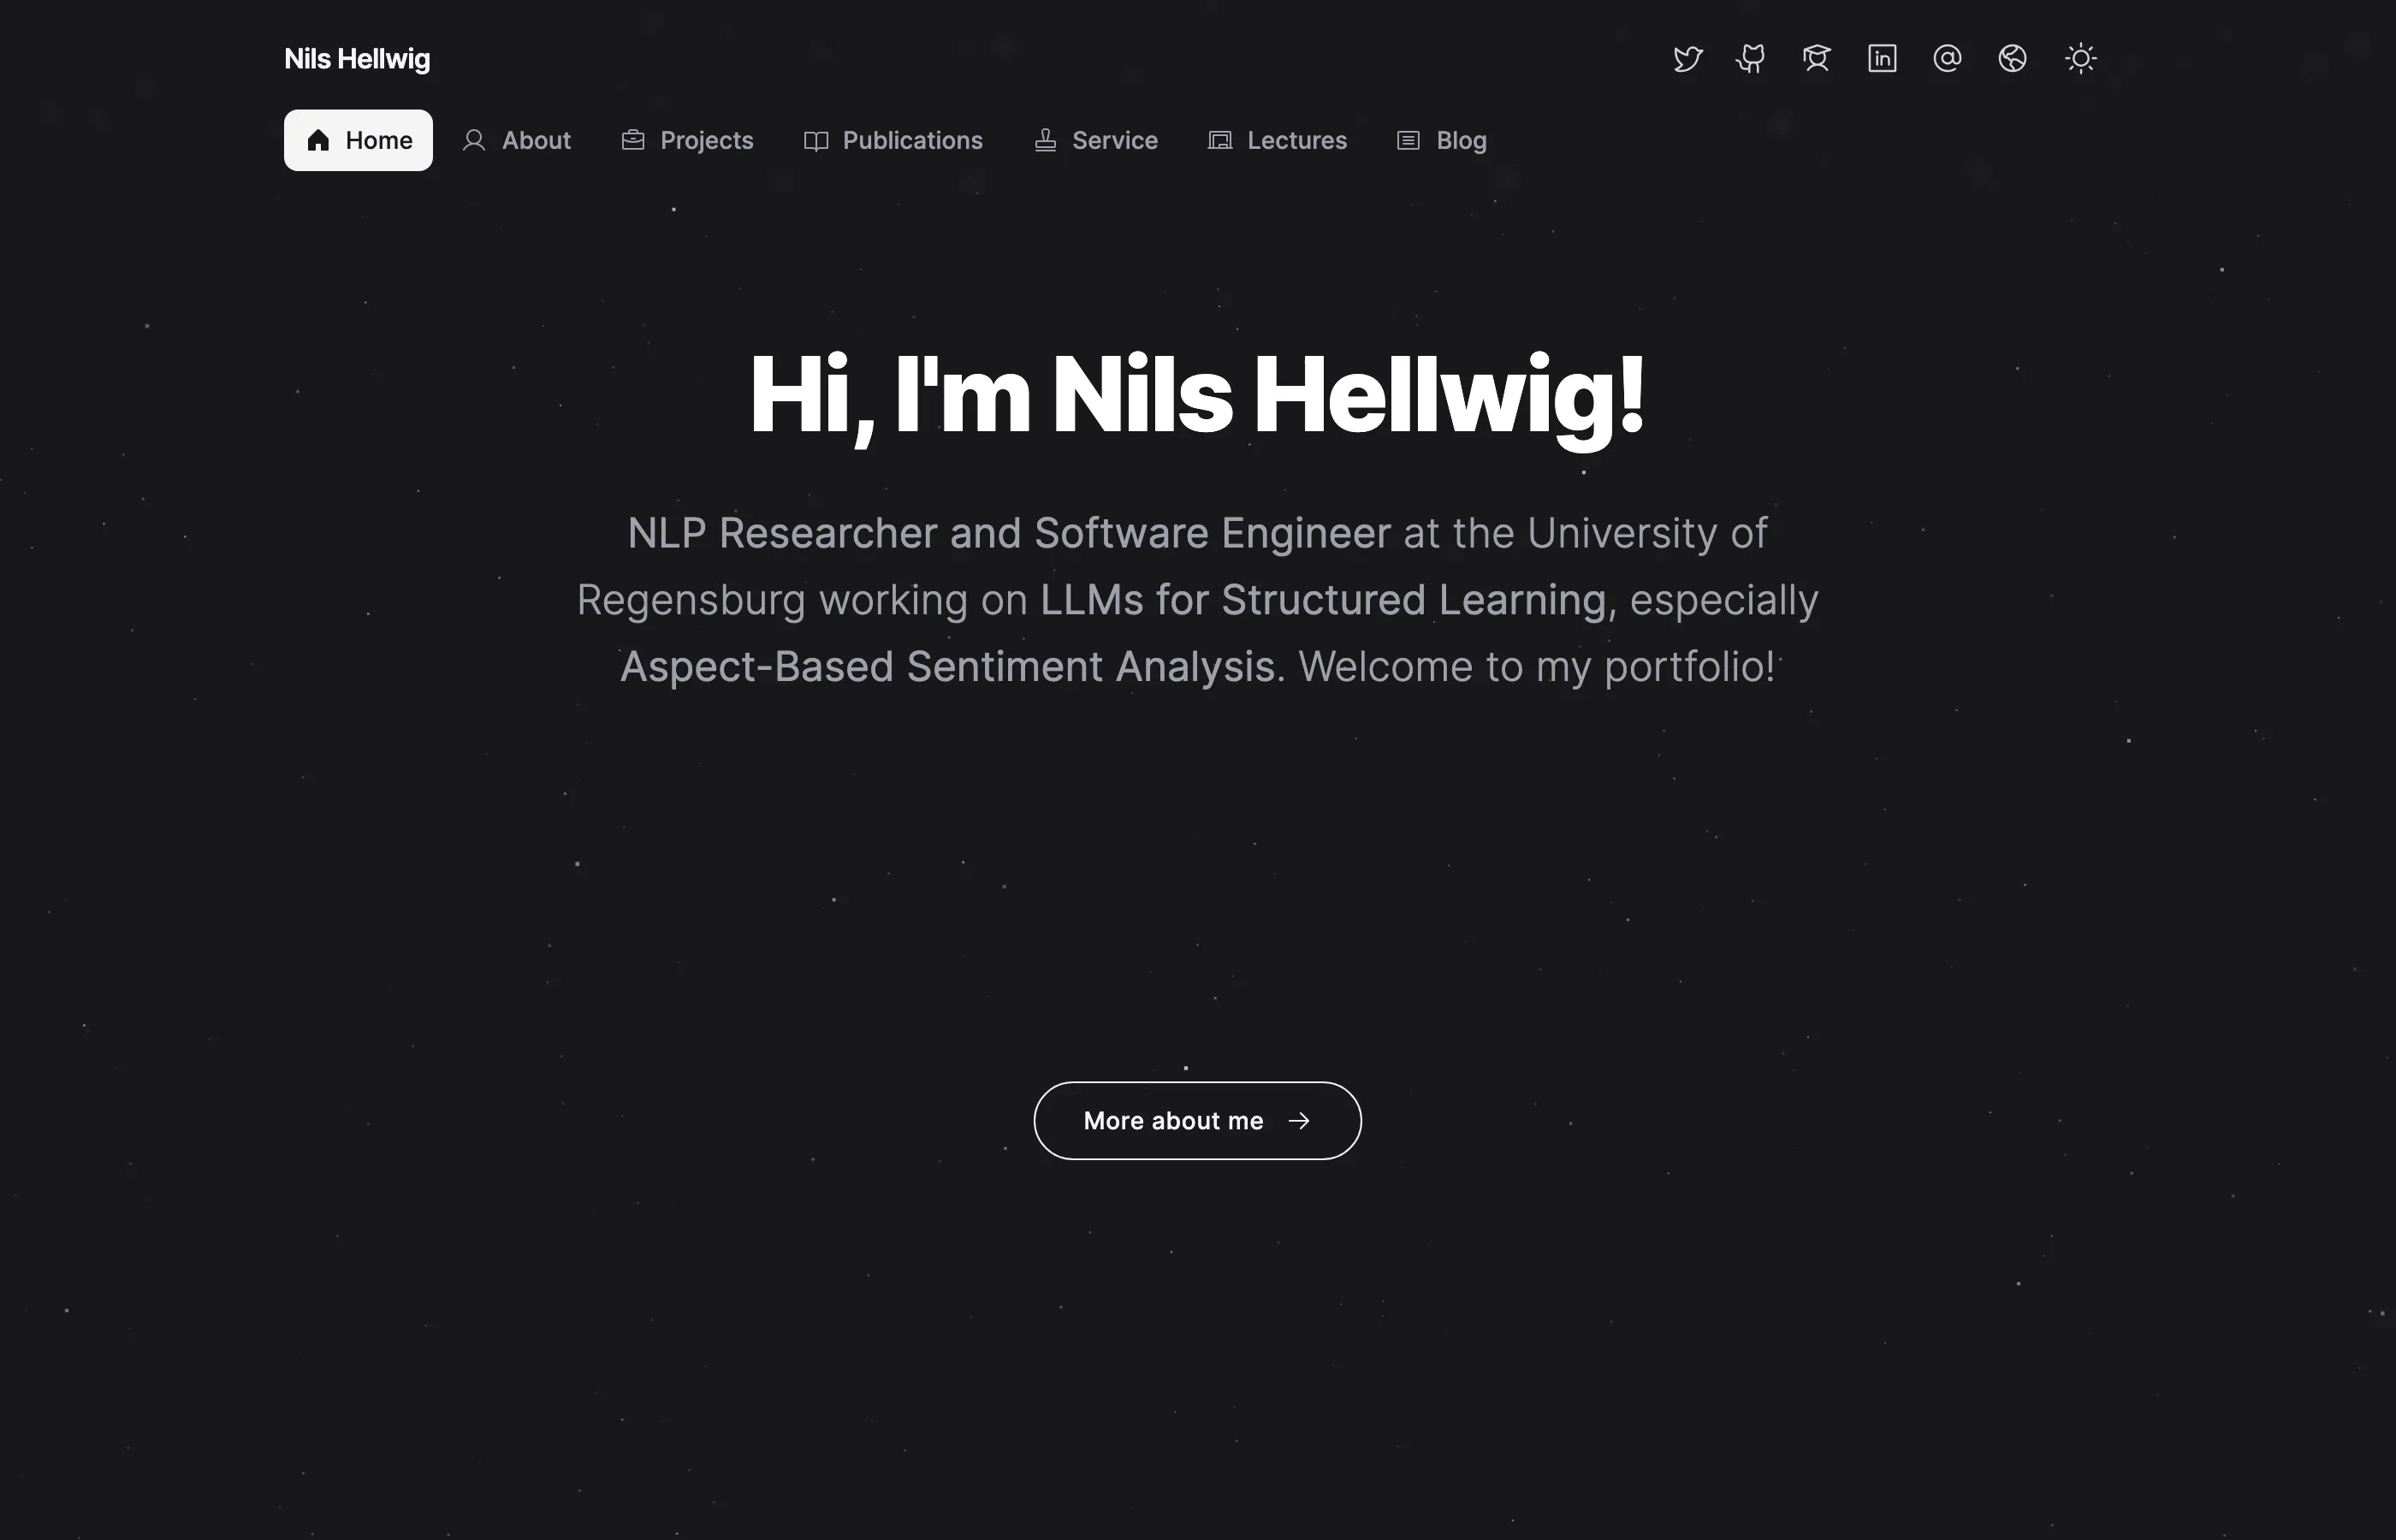 Nils Hellwig
Home About Projects Publications Service Lectures Blog
Hi, I'm Nils Hellwig!
NLP Researcher and Software Engineer at the University of
Regensburg working on LLMs for Structured Learning, especially
Aspect-Based Sentiment Analysis. Welcome to my portfolio!
More about me